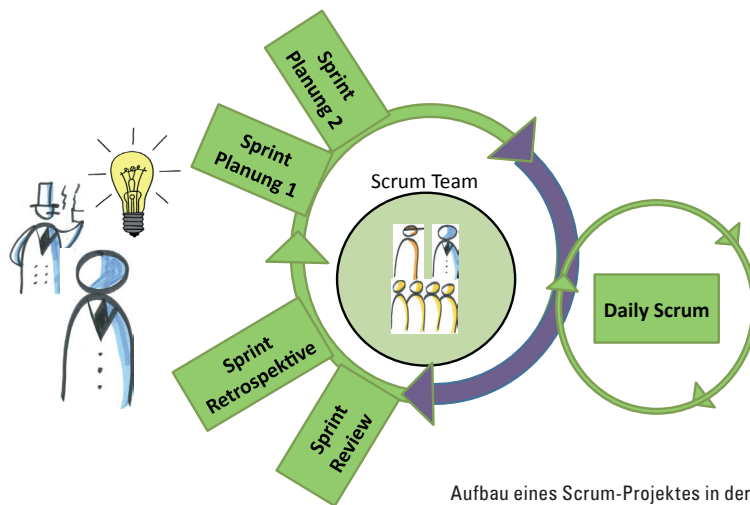 Sprint
Planung 2
Sprint
Planung 1
Scrum Team
Daily Scrum
Sprint
Retrospektive
Sprint
Review
Aufbau eines Scrum-Projektes in der